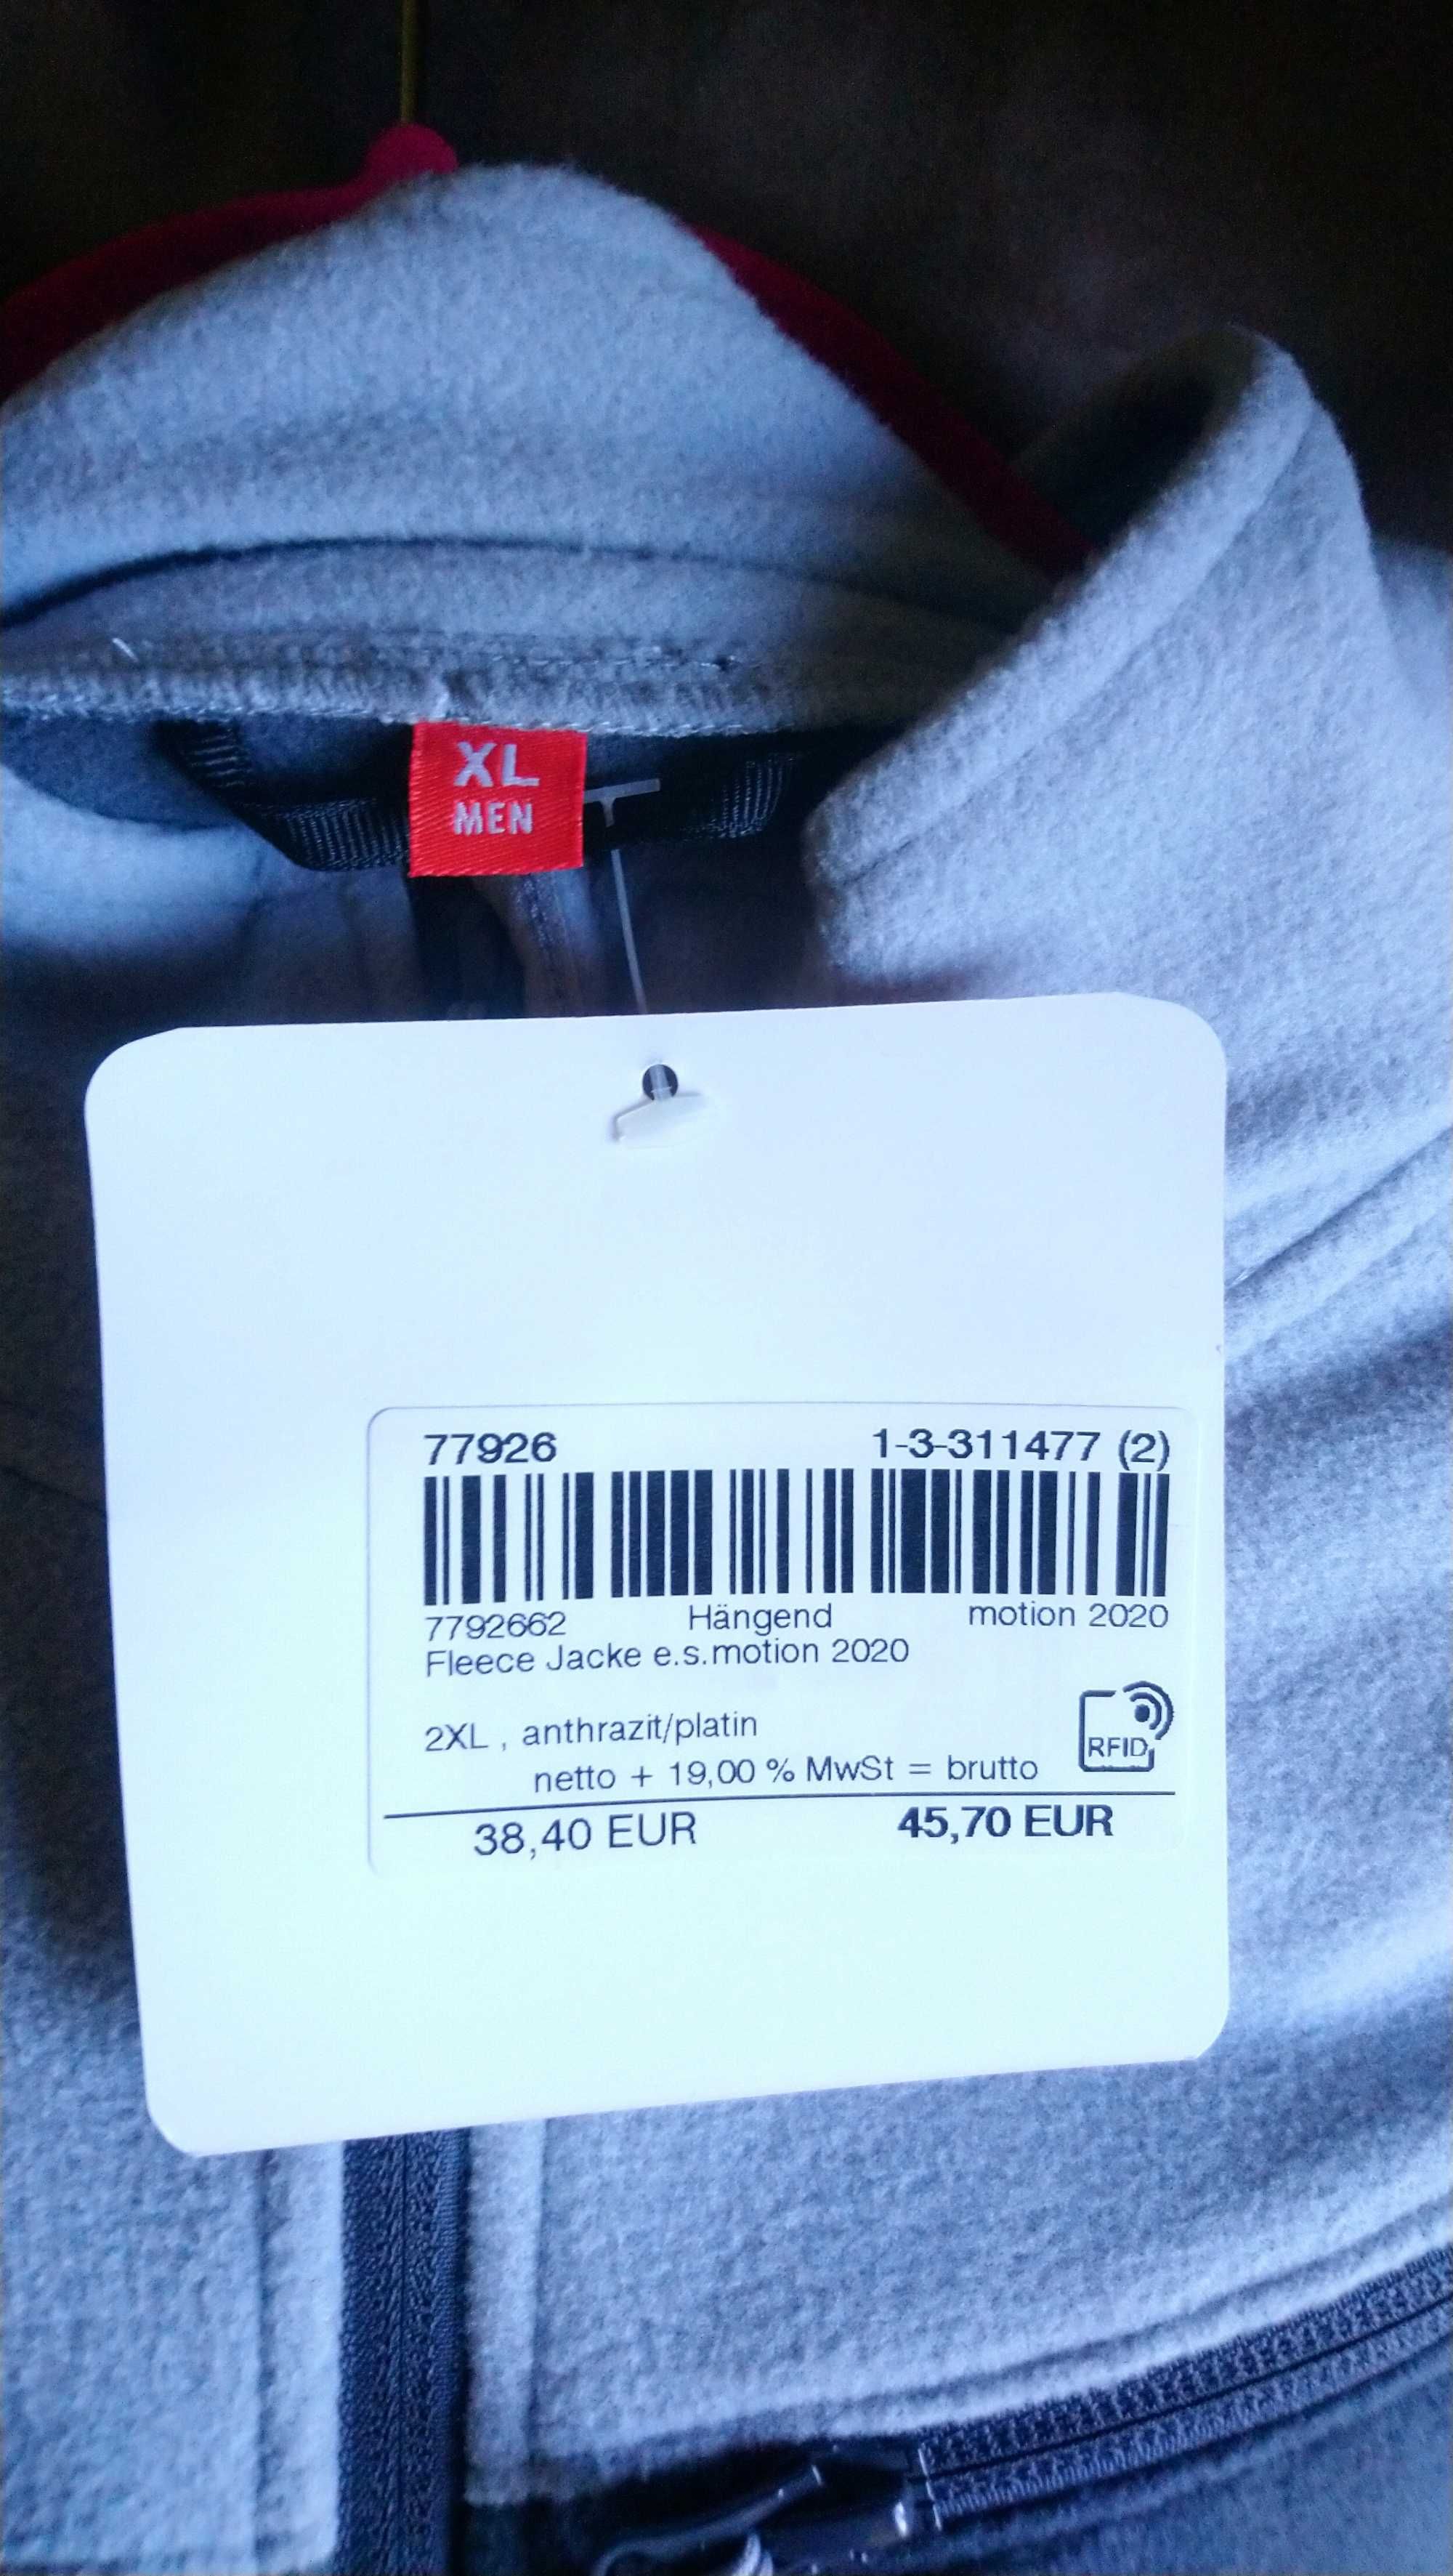 XL
MEN
77926 1-3-311477 (2)
7792662 Hängend motion 2020
Fleece Jacke e.s.motion 2020
2XL , anthrazit/platin
RFID
netto + 19,00 % MwSt = brutto
38,40 EUR 45,70 EUR